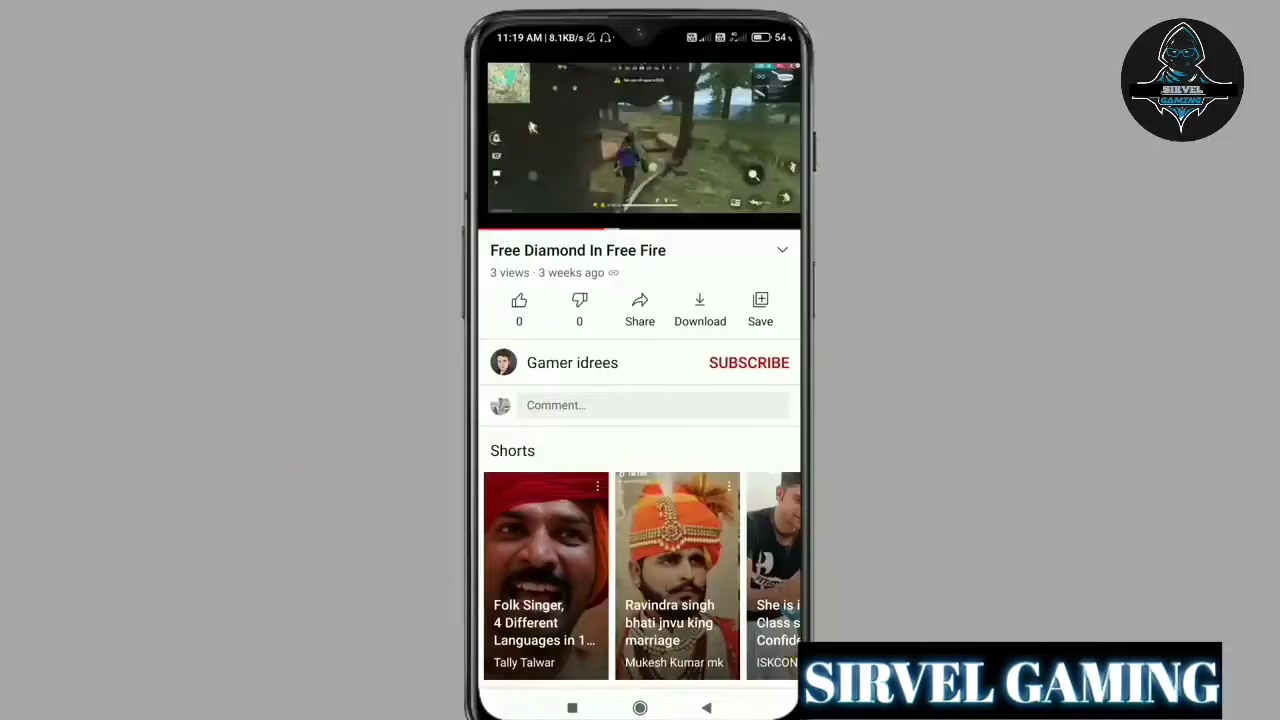 11:19 AM | 8.1KB/s
54
SIRVEL
GAMING
Free Diamond In Free Fire
3 views · 3 weeks ago
0
0
Share
Download
Save
Gamer idrees
SUBSCRIBE
Comment...
Shorts
Folk Singer,
4 Different
Languages in 1...
Tally Talwar
Ravindra singh
bhati jnvu king
marriage
Mukesh Kumar mk
She is i
Class s
Confide
ISKCON
SIRVEL GAMING